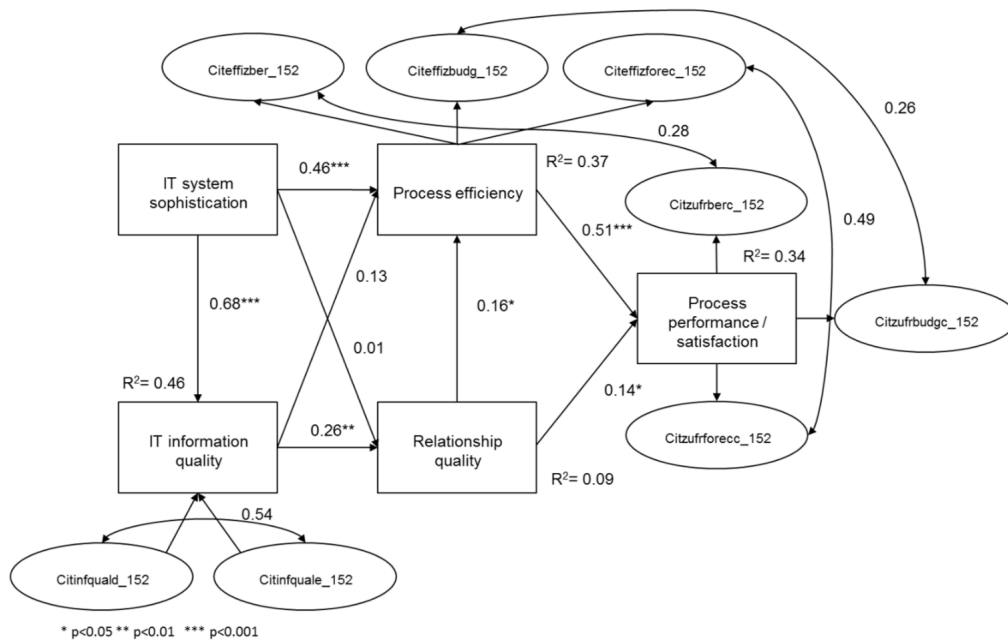 Citeffizber_152
Citeffizbudg_152
Citeffizforec_152
0.26
0.28
IT system
sophistication
0.46***
Process efficiency
R²= 0.37
Citzufrberc_152
0.49
0.51***
R²= 0.34
0.13
0.68***
0.16*
Process
performance /
satisfaction
Citzufrbudgc_152
0.01
R²= 0.46
0.14*
IT information
quality
0.26**
Relationship
quality
Citzufrforecc_152
R²= 0.09
0.54
Citinfquald_152
Citinfquale_152
* p<0.05 ** p<0.01 *** p<0.001